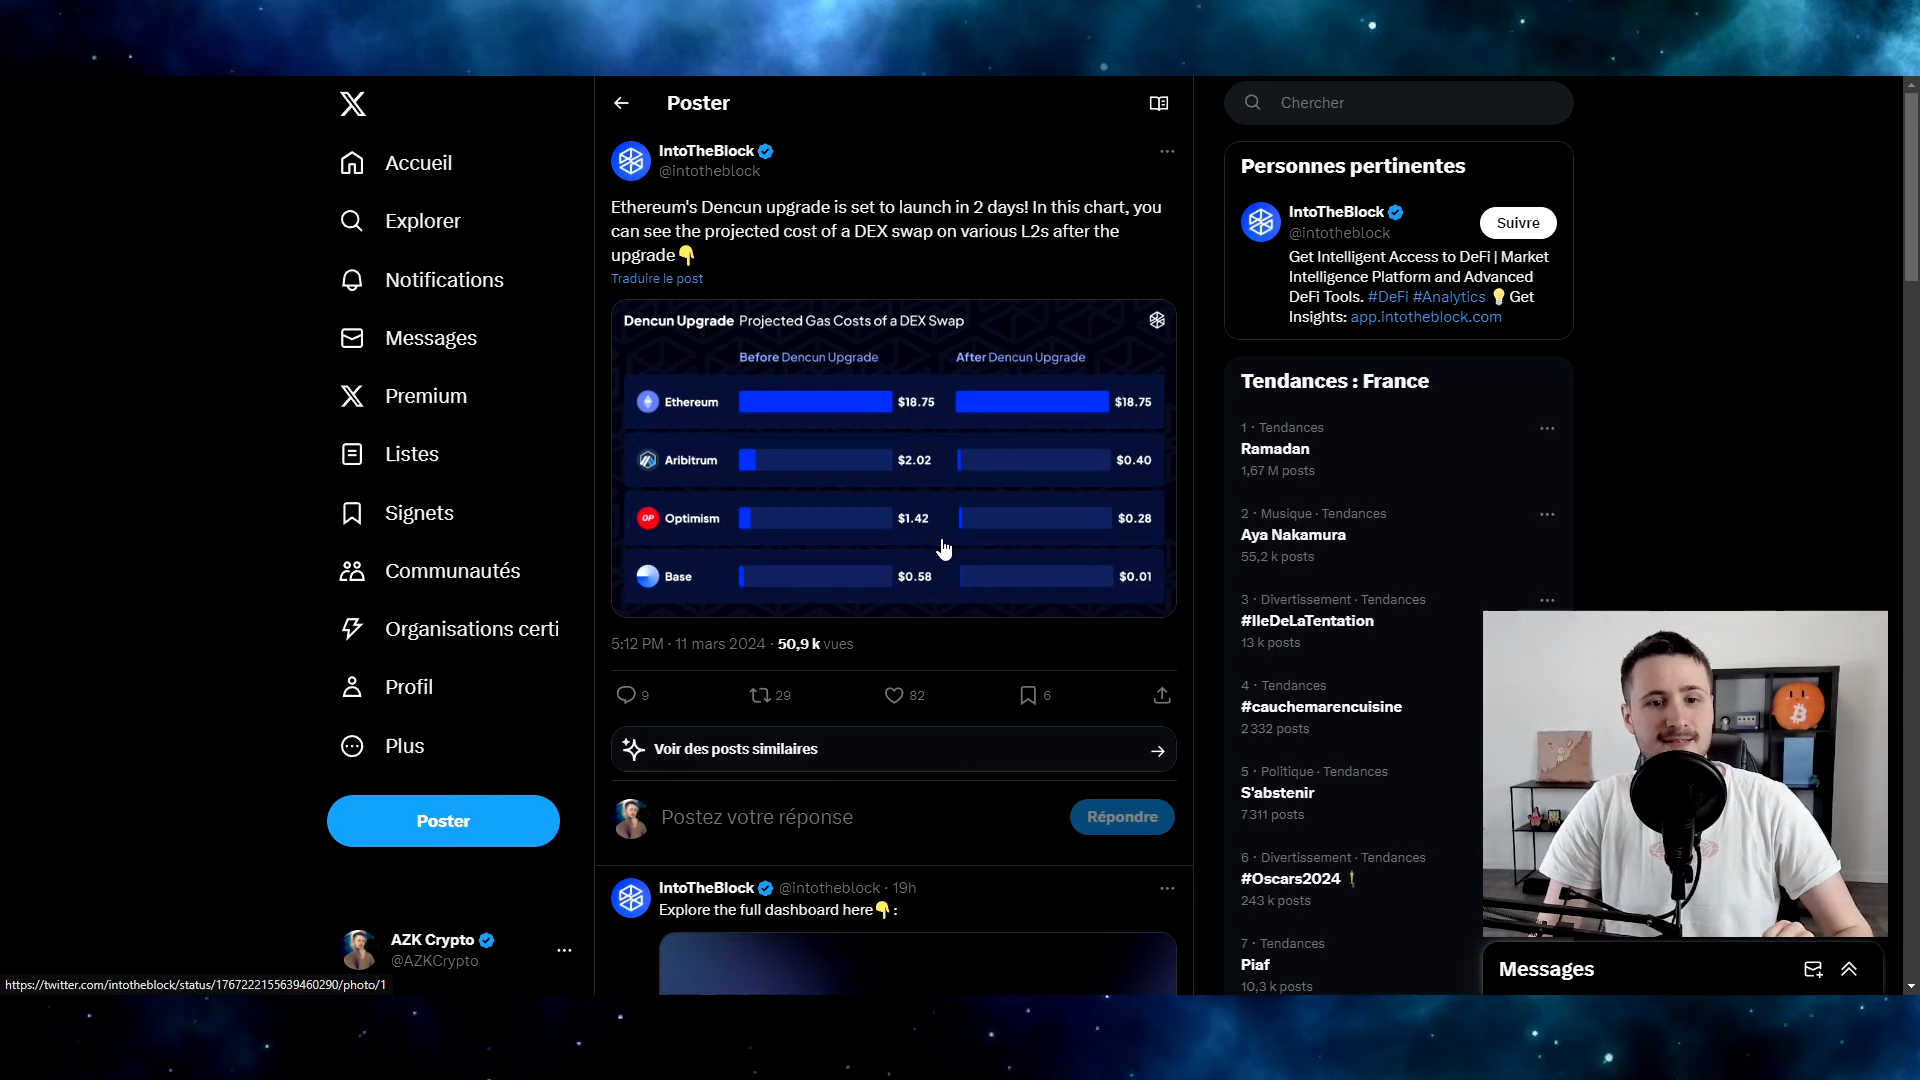 Accueil
Explorer
Notifications
Messages
Premium
Listes
Signets
Communautés
Organisations certi
Profil
Plus
Poster
AZK Crypto
@AZKCrypto
https://twitter.com/intotheblock/status/1767222155639460290/photo/1
Poster
IntoTheBlock
@intotheblock
Ethereum's Dencun upgrade is set to launch in 2 days! In this chart, you
can see the projected cost of a DEX swap on various L2s after the
upgrade👇
Traduire le post
Dencun Upgrade Projected Gas Costs of a DEX Swap
Before Dencun Upgrade After Dencun Upgrade
Ethereum $18.75 $18.75
Aribitrum $2.02 $0.40
OP Optimism $1.42 $0.28
Base $0.58 $0.01
5:12 PM · 11 mars 2024 · 50,9 k vues
9 29 82 6
Voir des posts similaires
Postez votre réponse
Répondre
IntoTheBlock @intotheblock · 19h
Explore the full dashboard here👇:
Chercher
Personnes pertinentes
IntoTheBlock
@intotheblock
Suivre
Get Intelligent Access to DeFi | Market
Intelligence Platform and Advanced
DeFi Tools. #DeFi #Analytics 💡Get
Insights: app.intotheblock.com
Tendances : France
1 · Tendances
Ramadan
1,67 M posts
2 · Musique · Tendances
Aya Nakamura
55,2 k posts
3 · Divertissement · Tendances
#IleDeLaTentation
13 k posts
4 · Tendances
#cauchemarencuisine
2 332 posts
5 · Politique · Tendances
S'abstenir
7 311 posts
6 · Divertissement · Tendances
#Oscars2024
243 k posts
7 · Tendances
Piaf
10,3 k posts
Messages